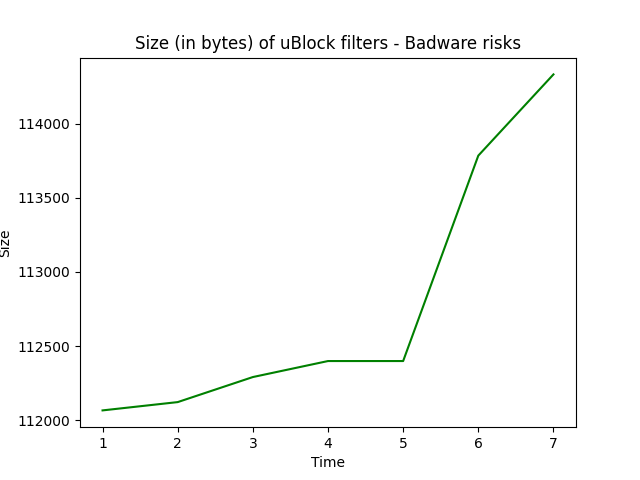 Size (in bytes) of uBlock filters - Badware risks
114000
113500
113000
112500
112000
Size
1 2 3 4 5 6 7
Time